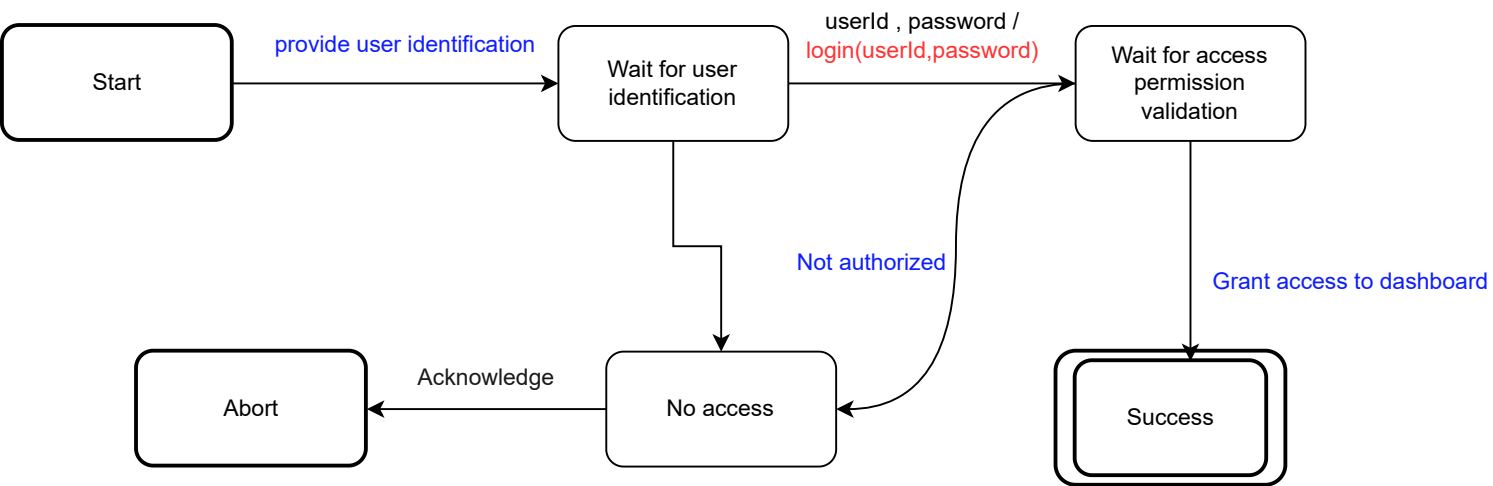 userId , password /
provide user identification
login(userId,password)
Start
Wait for user
identification
Wait for access
permission
validation
Not authorized
Grant access to dashboard
Acknowledge
Abort
No access
Success